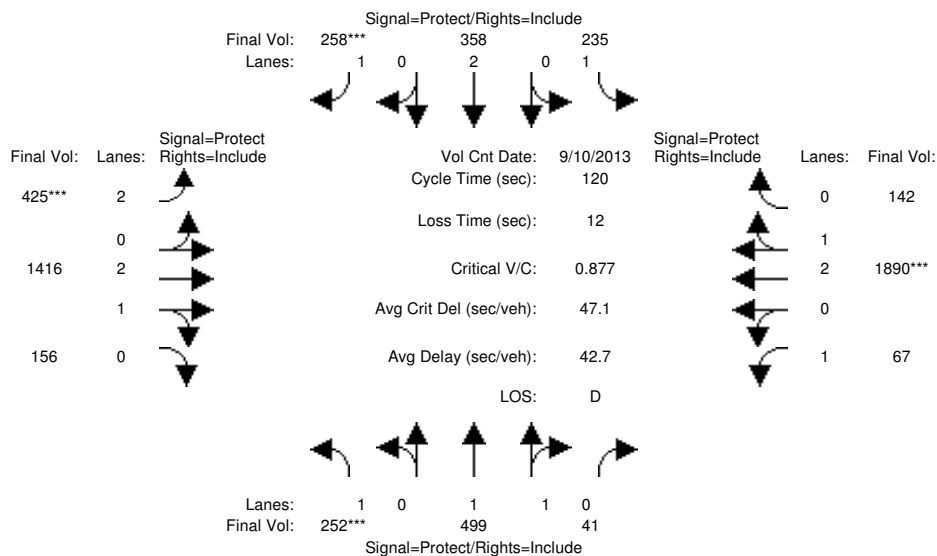 Signal=Protect/Rights=Include
Final Vol: 258*** 358 235
Lanes: 1 0 2 0 1
Signal=Protect
Final Vol: Lanes: Rights=Include
Vol Cnt Date: 9/10/2013
Signal=Protect
Rights=Include Lanes: Final Vol:
Cycle Time (sec): 120
425*** 2
0 142
Loss Time (sec): 12
0
1
1416 2
Critical V/C: 0.877
2 1890***
1
Avg Crit Del (sec/veh): 47.1
0
156 0
Avg Delay (sec/veh): 42.7
1 67
LOS: D
Lanes: 1 0 1 1 0
Final Vol: 252*** 499 41
Signal=Protect/Rights=Include